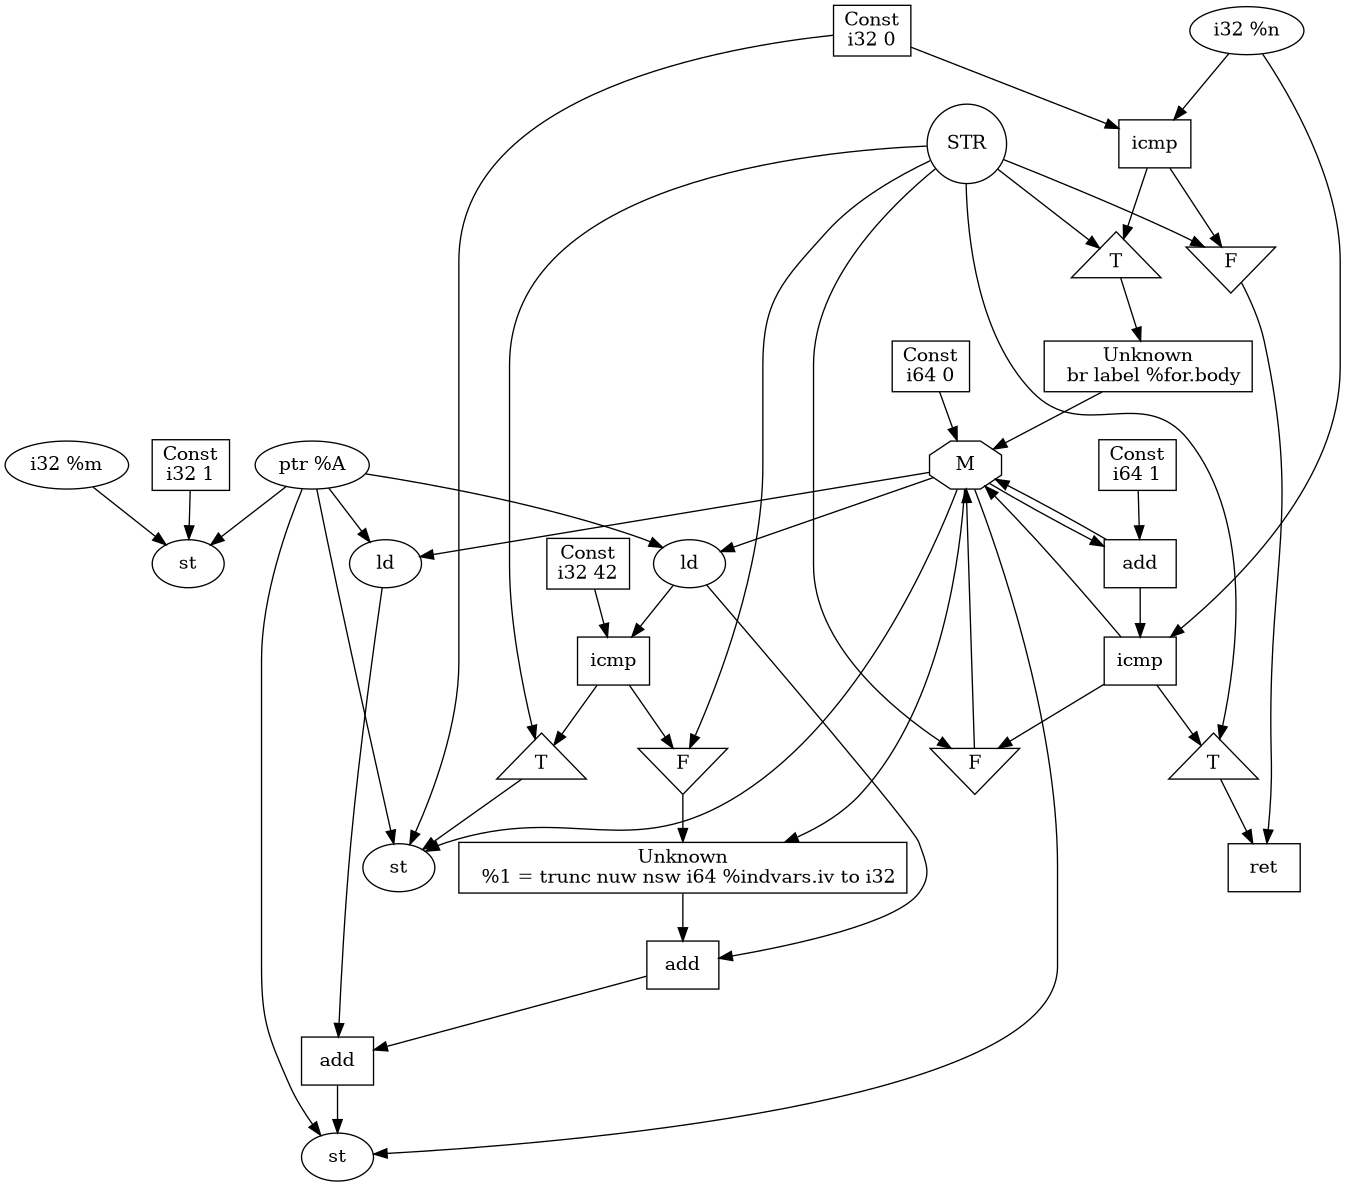 Const
i32 0
i32 %n
STR
icmp
T
F
Const
i64 0
Unknown
br label %for.body
i32 %m
Const
i32 1
ptr %A
M
Const
i64 1
st
ld
Const
i32 42
ld
add
icmp
icmp
T
F
F
T
st
Unknown
%1 = trunc nuw nsw i64 %indvars.iv to i32
ret
add
add
st